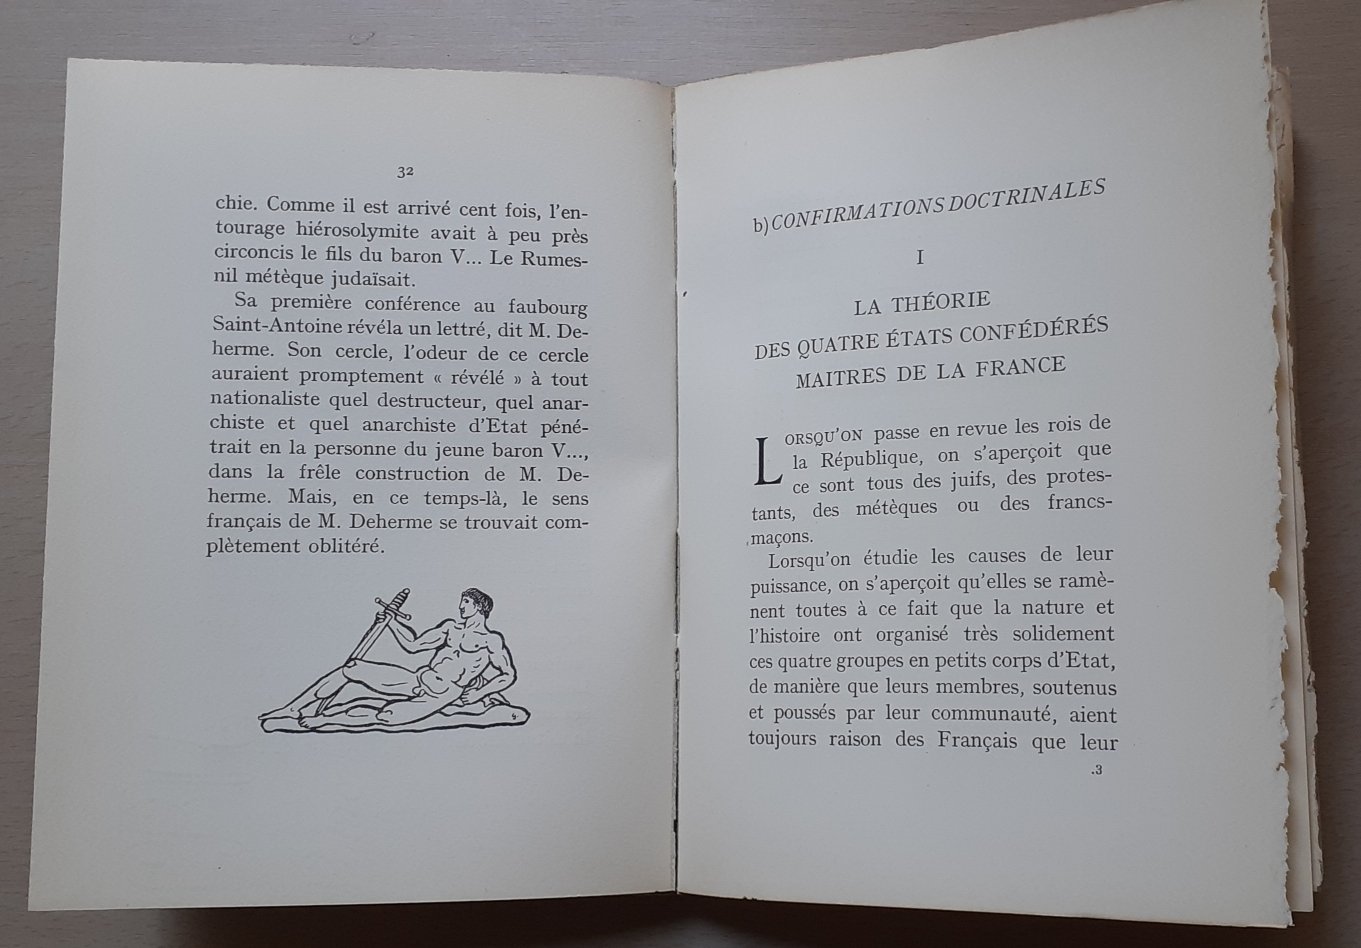 32
chie. Comme il est arrivé cent fois, l'en-
tourage hiérosolymite avait à peu près
circoncis le fils du baron V... Le Rumes-
nil métèque judaïsait.
Sa première conférence au faubourg
Saint-Antoine révéla un lettré, dit M. De-
herme. Son cercle, l'odeur de ce cercle
auraient promptement « révélé » à tout
nationaliste quel destructeur, quel anar-
chiste et quel anarchiste d'Etat péné-
trait en la personne du jeune baron V...,
dans la frêle construction de M. De-
herme. Mais, en ce temps-là, le sens
français de M. Deherme se trouvait com-
plètement oblitéré.
b) CONFIRMATIONS DOCTRINALES
I
LA THÉORIE
DES QUATRE ÉTATS CONFÉDÉRÉS
MAITRES DE LA FRANCE
LORSQU'ON passe en revue les rois de
la République, on s'aperçoit que
ce sont tous des juifs, des protes-
tants, des métèques ou des francs-
maçons.
Lorsqu'on étudie les causes de leur
puissance, on s'aperçoit qu'elles se ramè-
nent toutes à ce fait que la nature et
l'histoire ont organisé très solidement
ces quatre groupes en petits corps d'Etat,
de manière que leurs membres, soutenus
et poussés par leur communauté, aient
toujours raison des Français que leur
.3